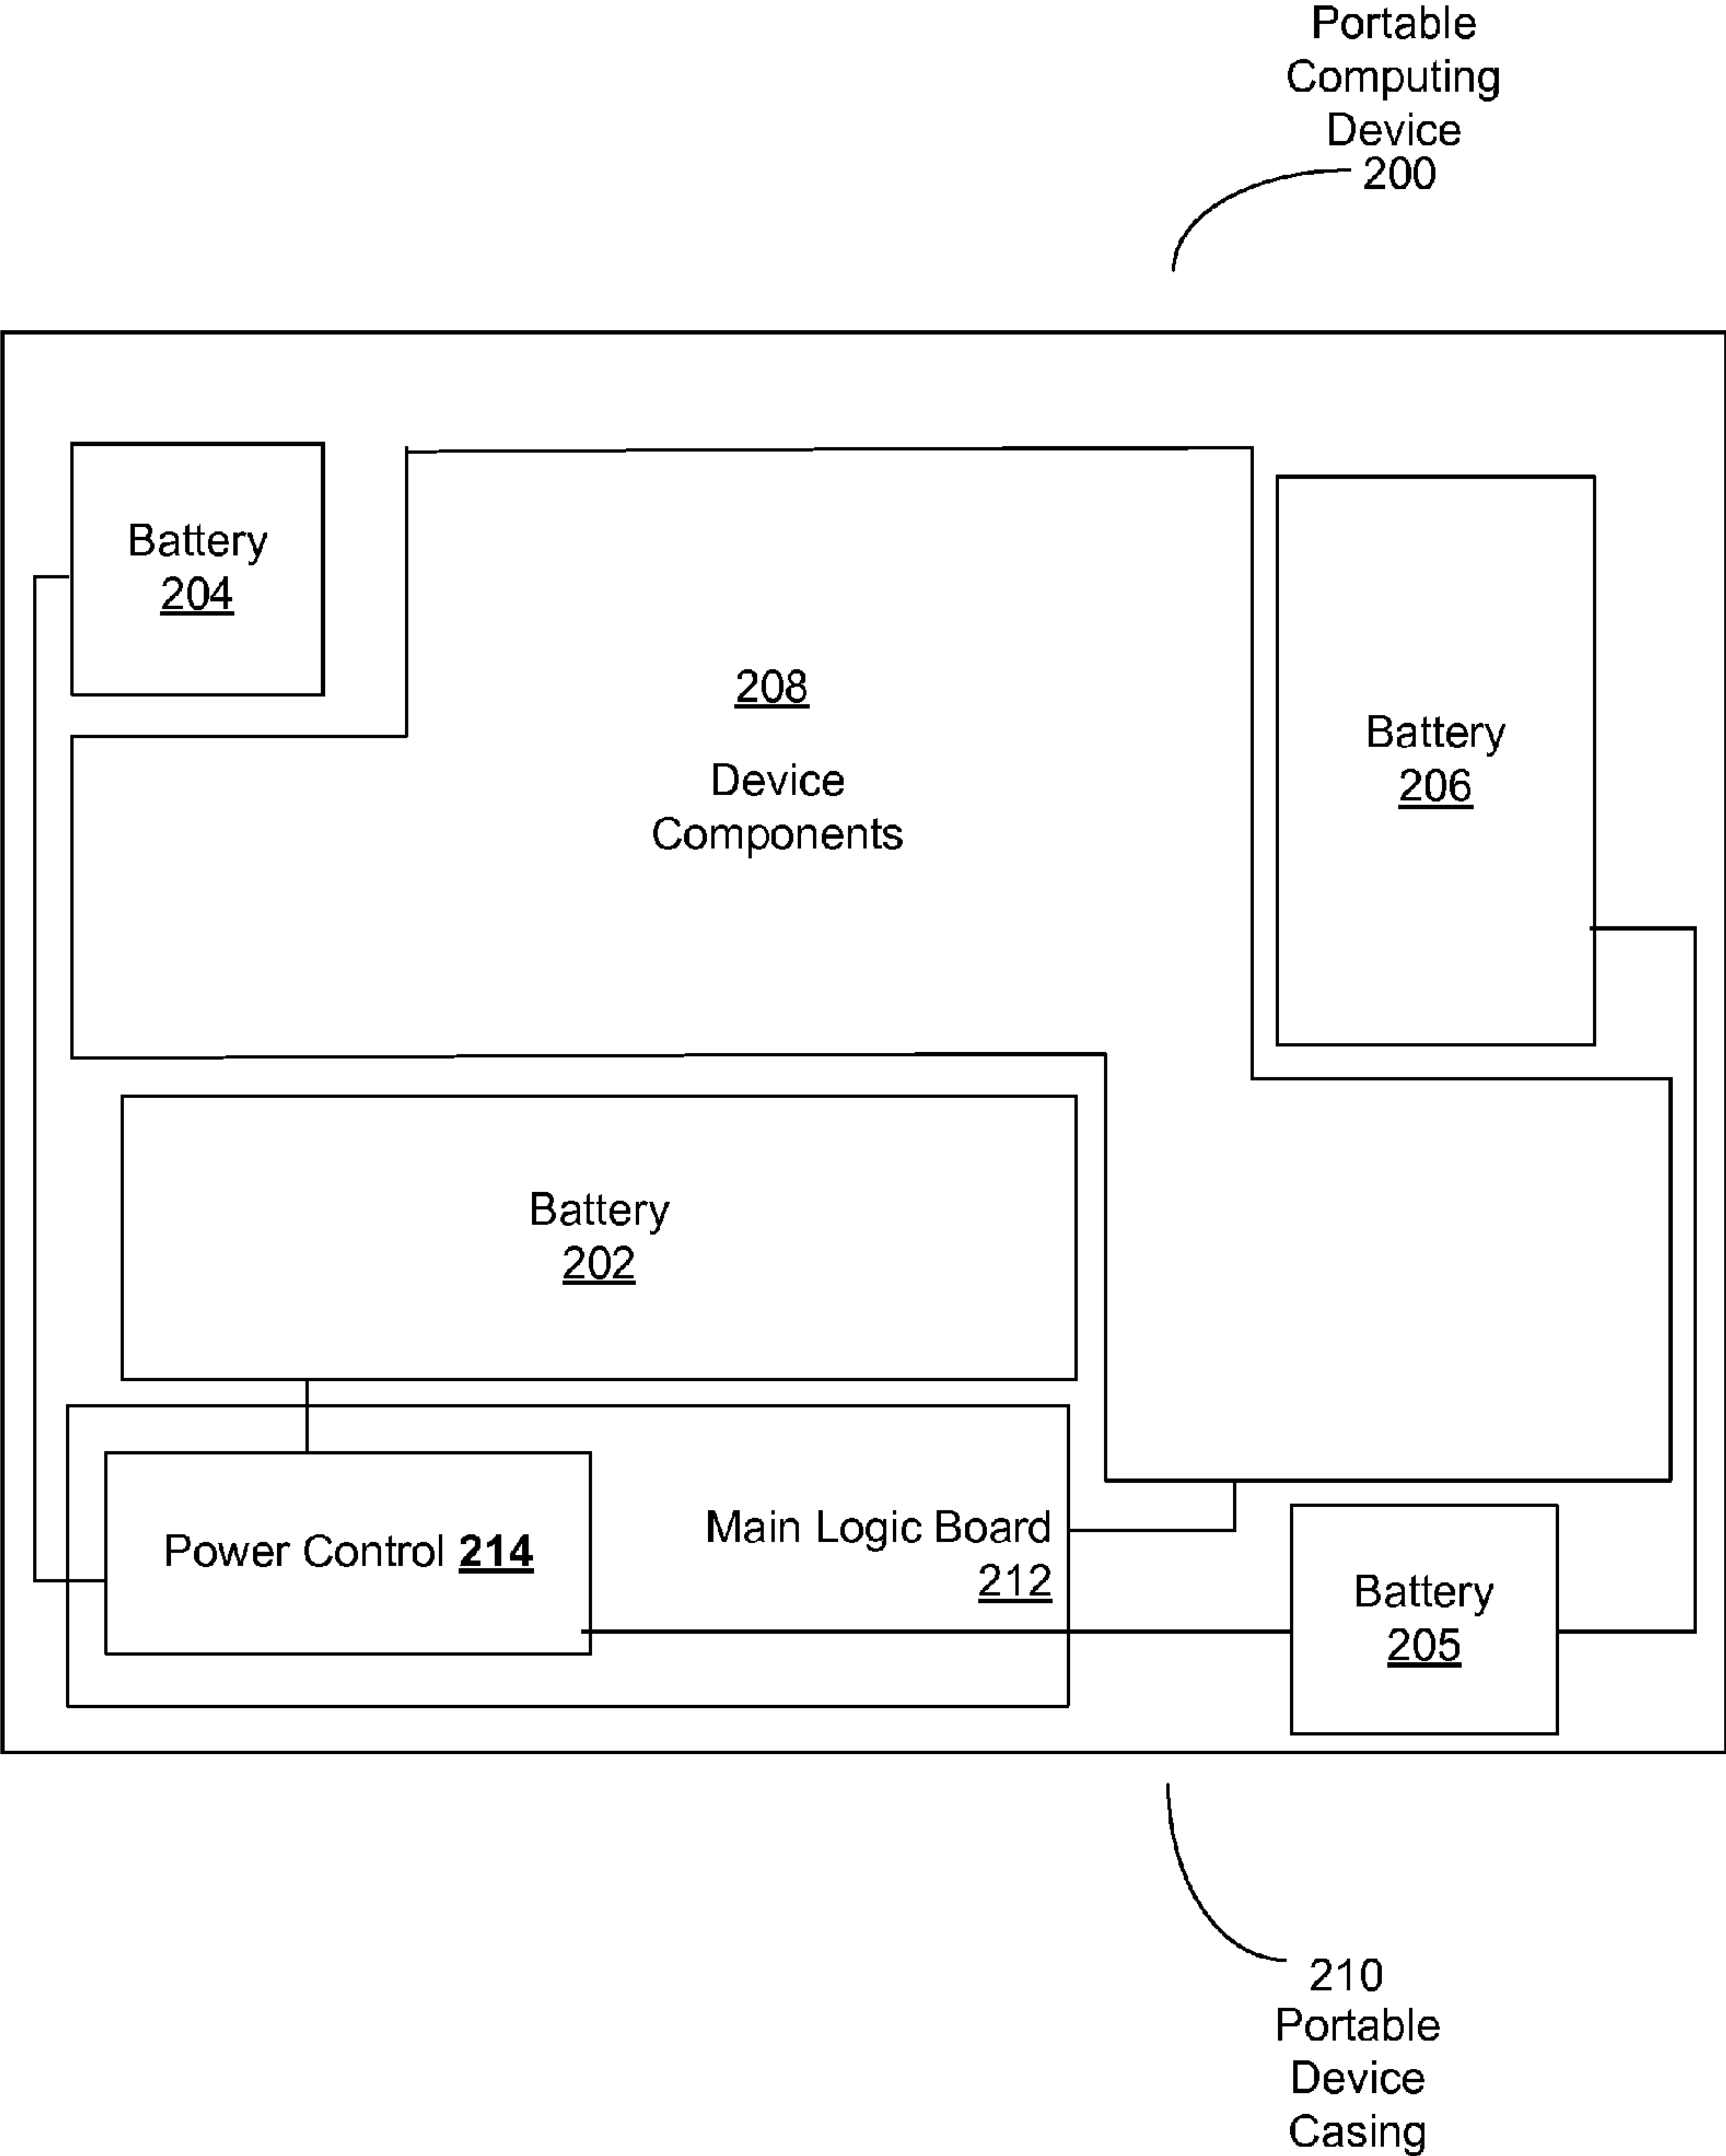 Portable
Computing
Device
200
Battery
204
208
Device
Components
Battery
206
Battery
202
Power Control 214
Main Logic Board
212
Battery
205
210
Portable
Device
Casing